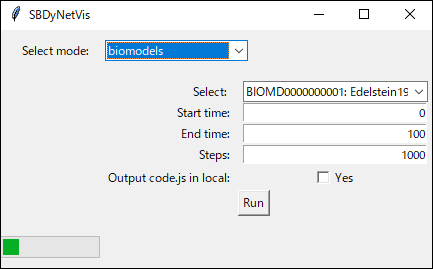 SBDyNetVis
Select mode: biomodels
Select: BIOMD0000000001: Edelstein19
Start time: 0
End time: 100
Steps: 1000
Output code.js in local: Yes
Run